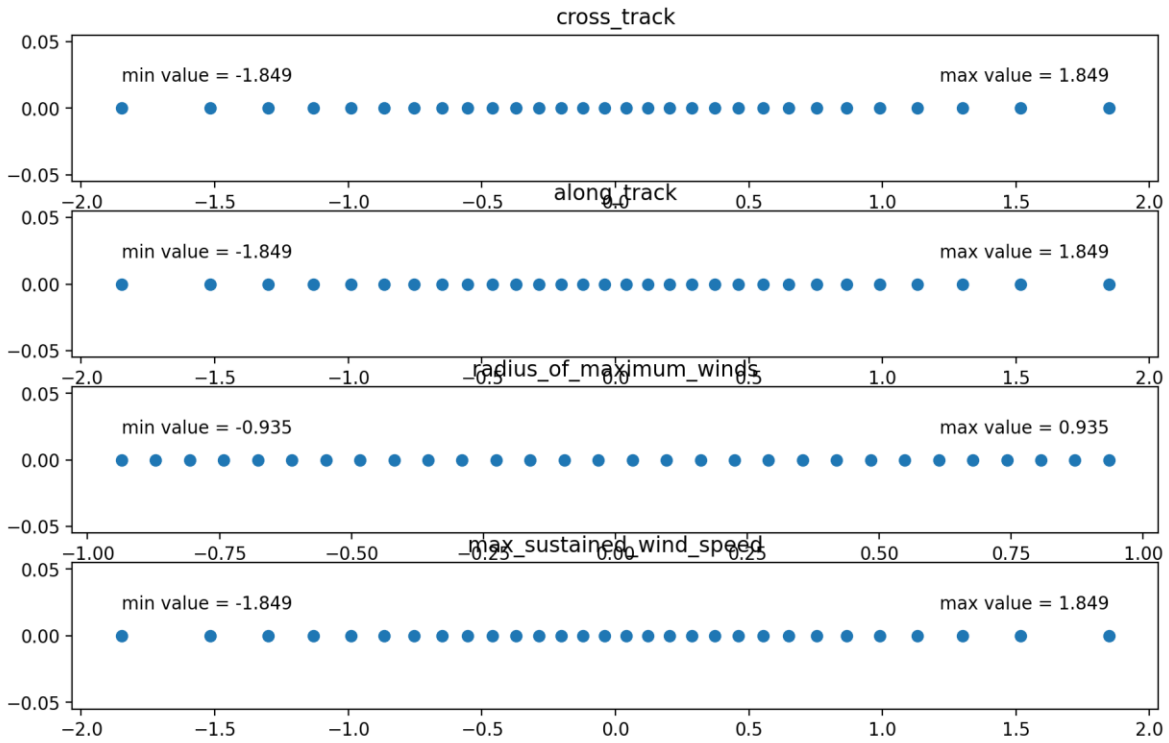 cross_track
0.05
min value = -1.849 max value = 1.849
0.00
−0.05
−2.0 −1.5 −1.0 −0.5 0.0 0.5 1.0 1.5 2.0
along_track
0.05
min value = -1.849 max value = 1.849
0.00
−0.05
−2.0 −1.5 −1.0 −0.5 0.0 0.5 1.0 1.5 2.0
radius_of_maximum_winds
0.05
min value = -0.935 max value = 0.935
0.00
−0.05
−1.00 −0.75 −0.50 −0.25 0.00 0.25 0.50 0.75 1.00
max_sustained_wind_speed
0.05
min value = -1.849 max value = 1.849
0.00
−0.05
−2.0 −1.5 −1.0 −0.5 0.0 0.5 1.0 1.5 2.0